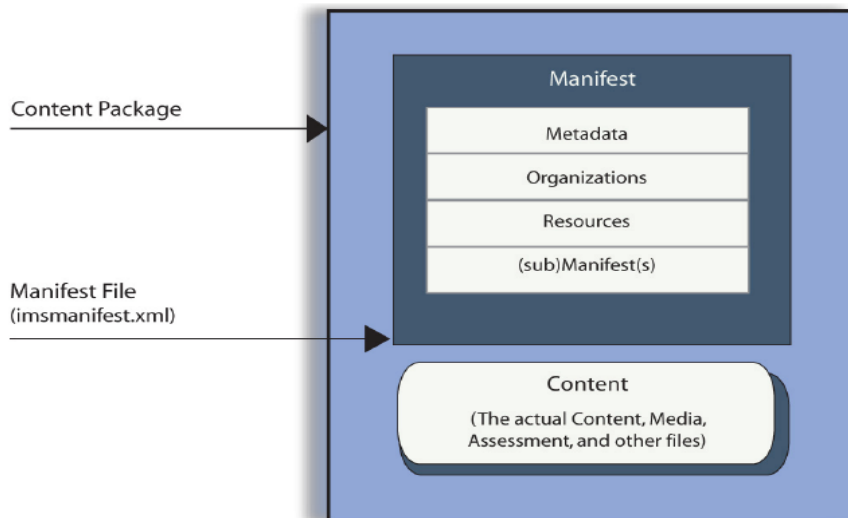 Content Package
Manifest
Metadata
Organizations
Resources
(sub)Manifest(s)
Manifest File
(imsmanifest.xml)
Content
(The actual Content, Media,
Assessment, and other files)